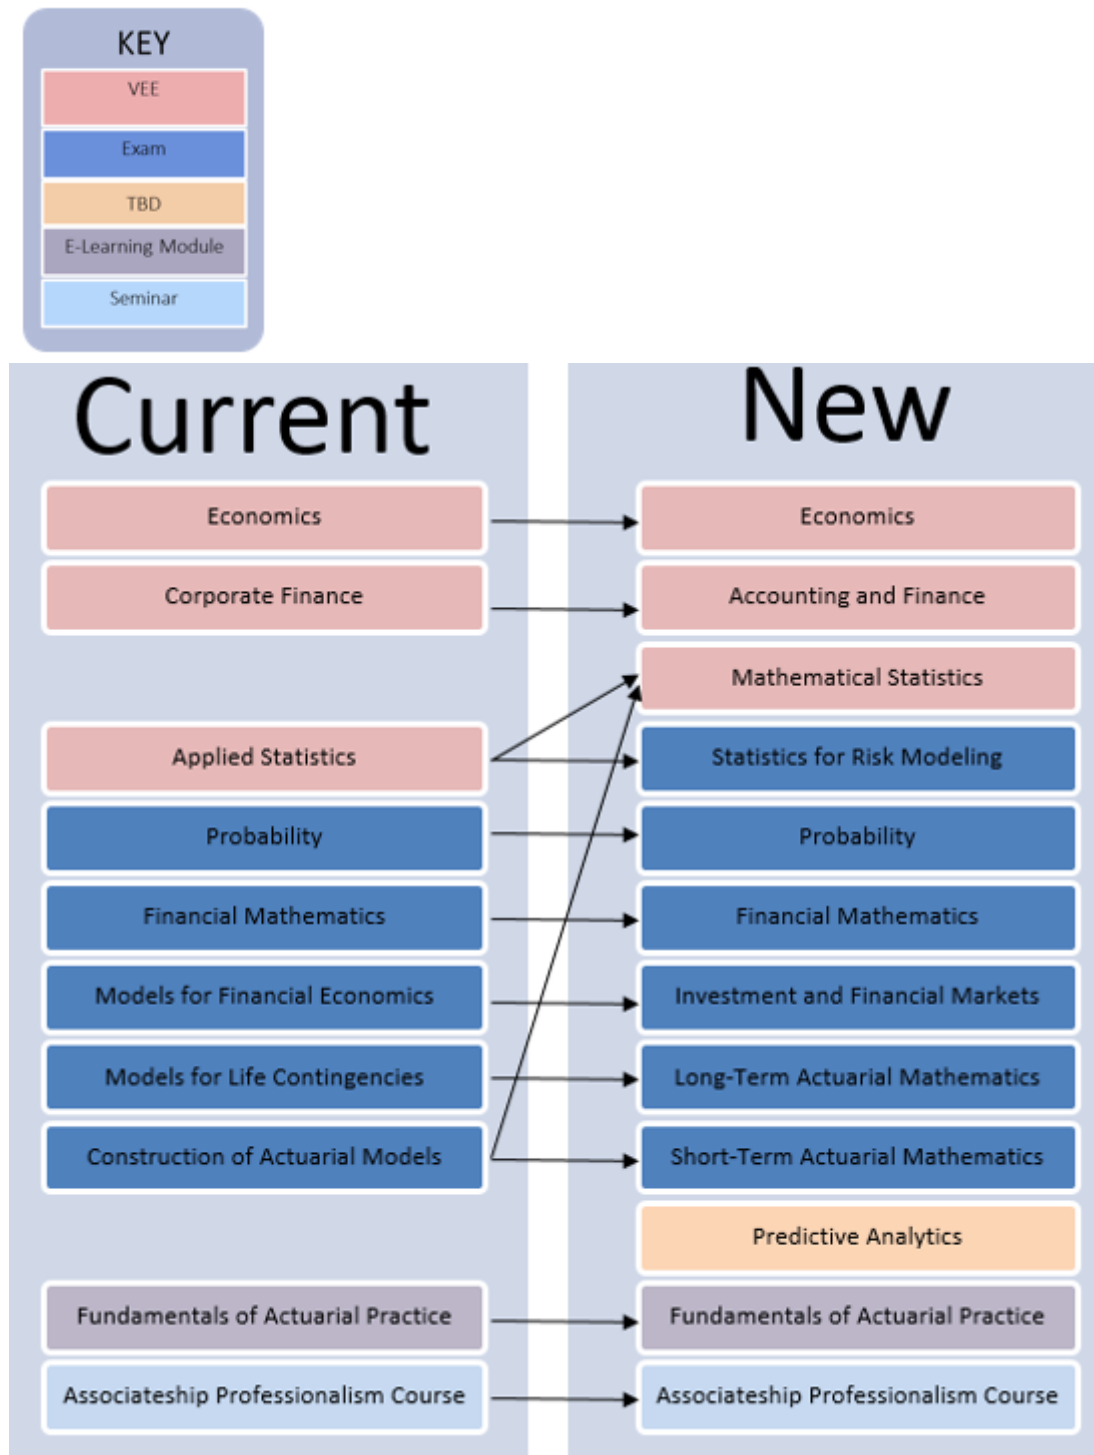 KEY
VEE
Exam
TBD
E-Learning Module
Seminar
Current
Economics
Corporate Finance
Applied Statistics
Probability
Financial Mathematics
Models for Financial Economics
Models for Life Contingencies
Construction of Actuarial Models
Fundamentals of Actuarial Practice
Associateship Professionalism Course
New
Economics
Accounting and Finance
Mathematical Statistics
Statistics for Risk Modeling
Probability
Financial Mathematics
Investment and Financial Markets
Long-Term Actuarial Mathematics
Short-Term Actuarial Mathematics
Predictive Analytics
Fundamentals of Actuarial Practice
Associateship Professionalism Course